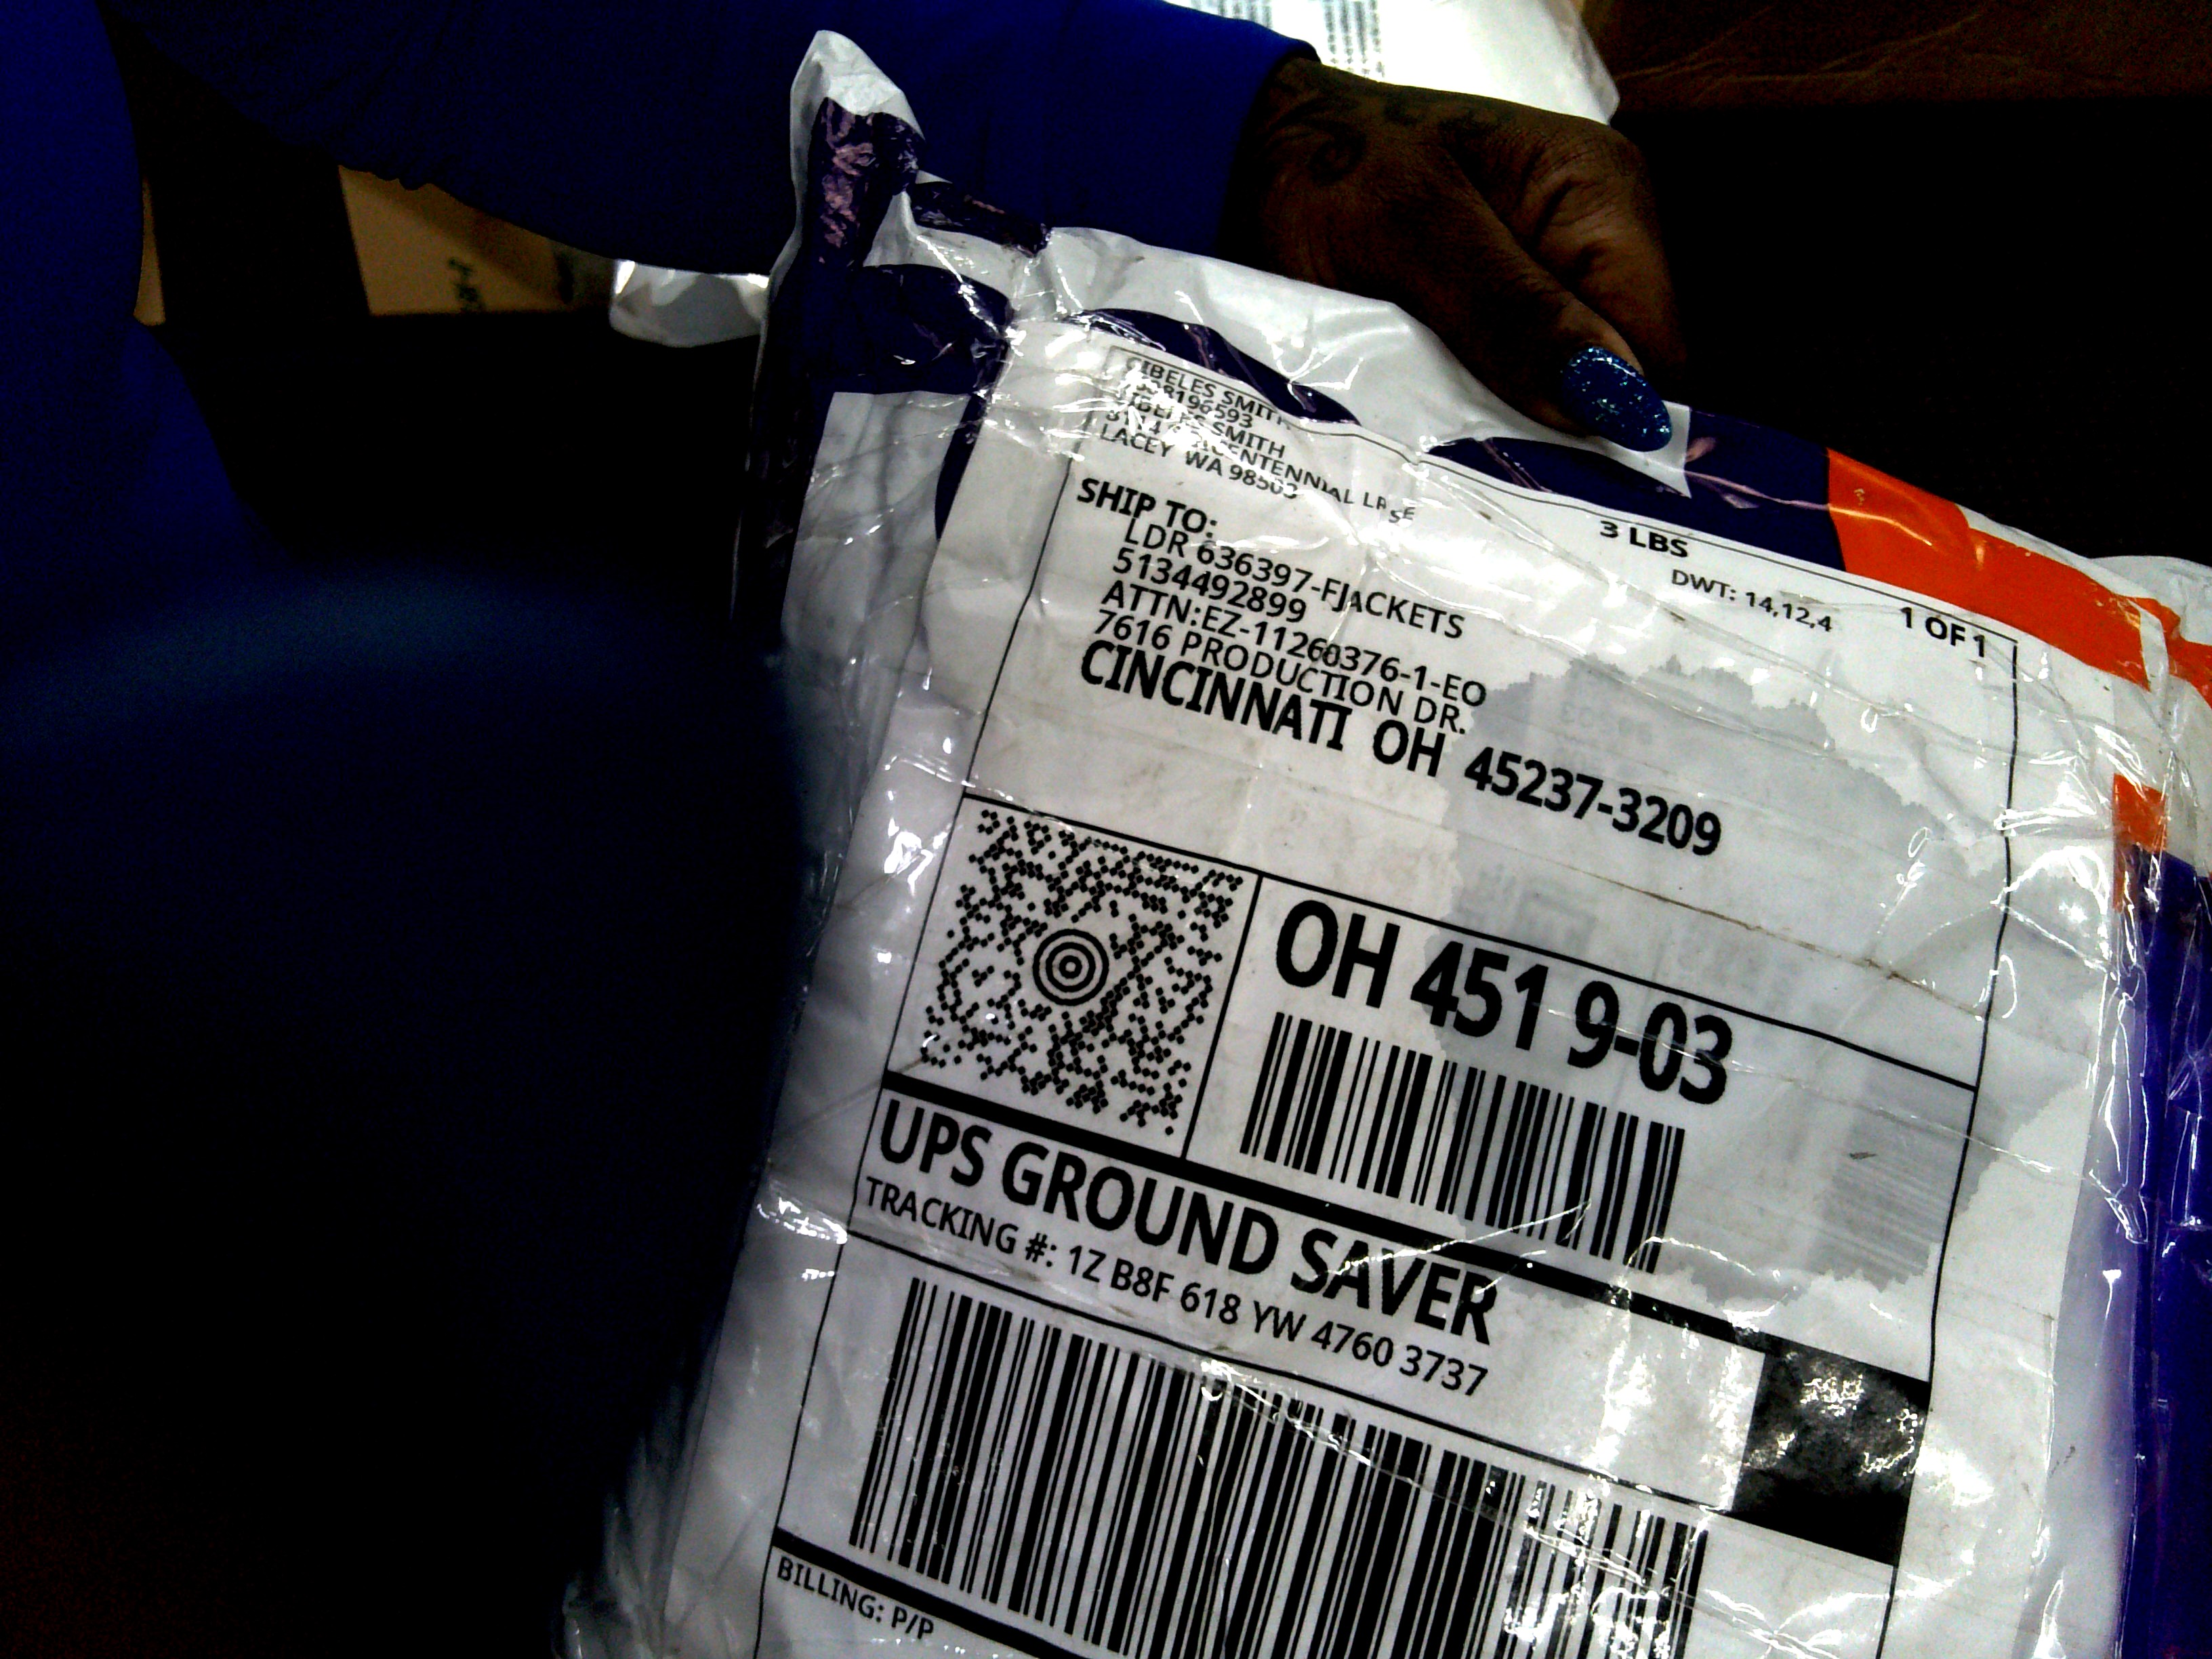 CIBELES SMITH
SMITH
LACEY WA 98503
3 LBS
DWT: 14,12,4
1 OF 1
SHIP TO:
LDR 636397-FJACKETS
5134492899
ATTN:EZ-11260376-1-EO
7616 PRODUCTION DR.
CINCINNATI OH 45237-3209
OH 451 9-03
UPS GROUND SAVER
TRACKING #: 1Z B8F 618 YW 4760 3737
BILLING: P/P